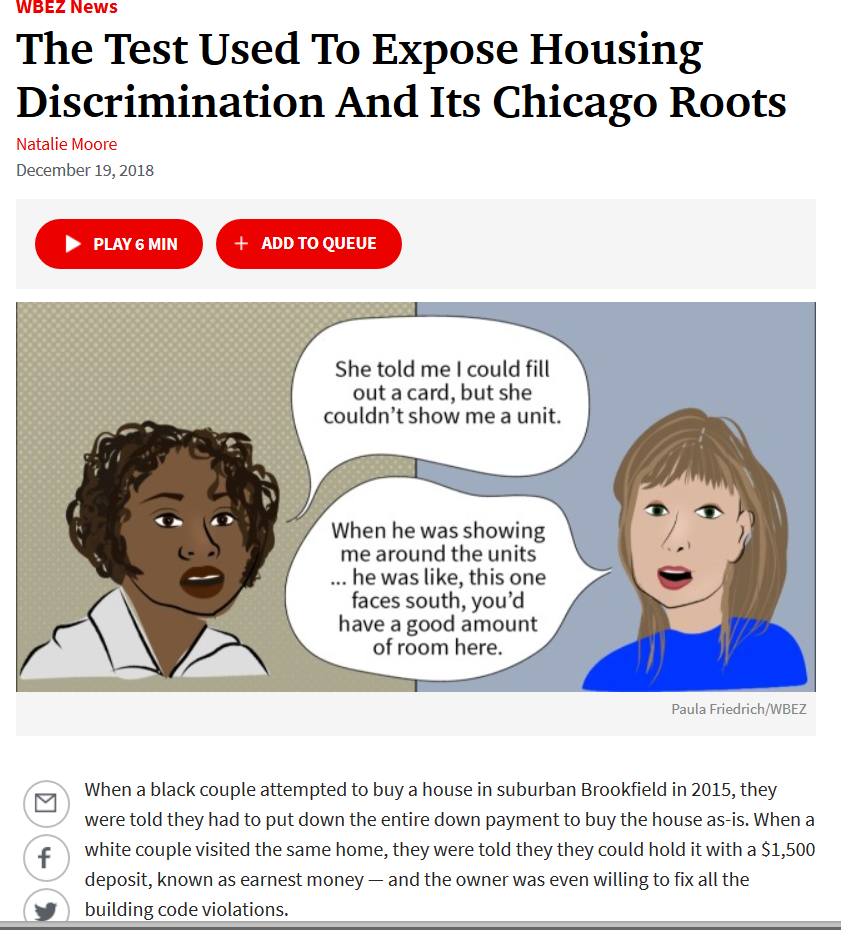 WBEZ News
The Test Used To Expose Housing
Discrimination And Its Chicago Roots
Natalie Moore
December 19, 2018
PLAY 6 MIN
+ ADD TO QUEUE
She told me I could fill
out a card, but she
couldn't show me a unit.
When he was showing
me around the units
... he was like, this one
faces south, you'd
have a good amount
of room here.
Paula Friedrich/WBEZ
When a black couple attempted to buy a house in suburban Brookfield in 2015, they
were told they had to put down the entire down payment to buy the house as-is. When a
white couple visited the same home, they were told they they could hold it with a $1,500
deposit, known as earnest money — and the owner was even willing to fix all the
building code violations.